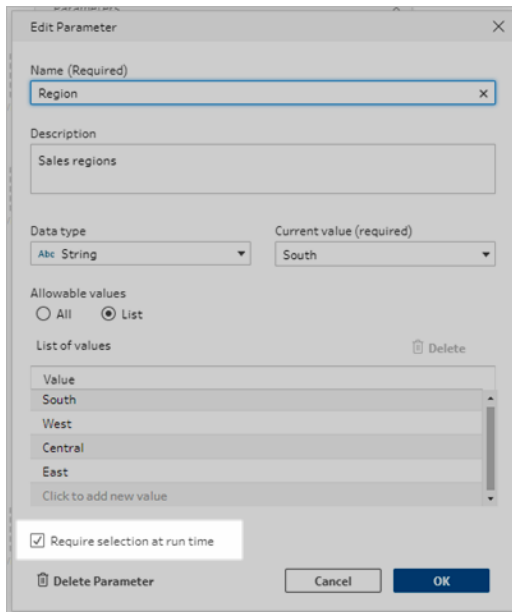 Parameters
Edit Parameter
Name (Required)
Region
Description
Sales regions
Data type
Current value (required)
Abc String
South
Allowable values
All
List
List of values
Delete
Value
South
West
Central
East
Click to add new value
Require selection at run time
Delete Parameter
Cancel
OK